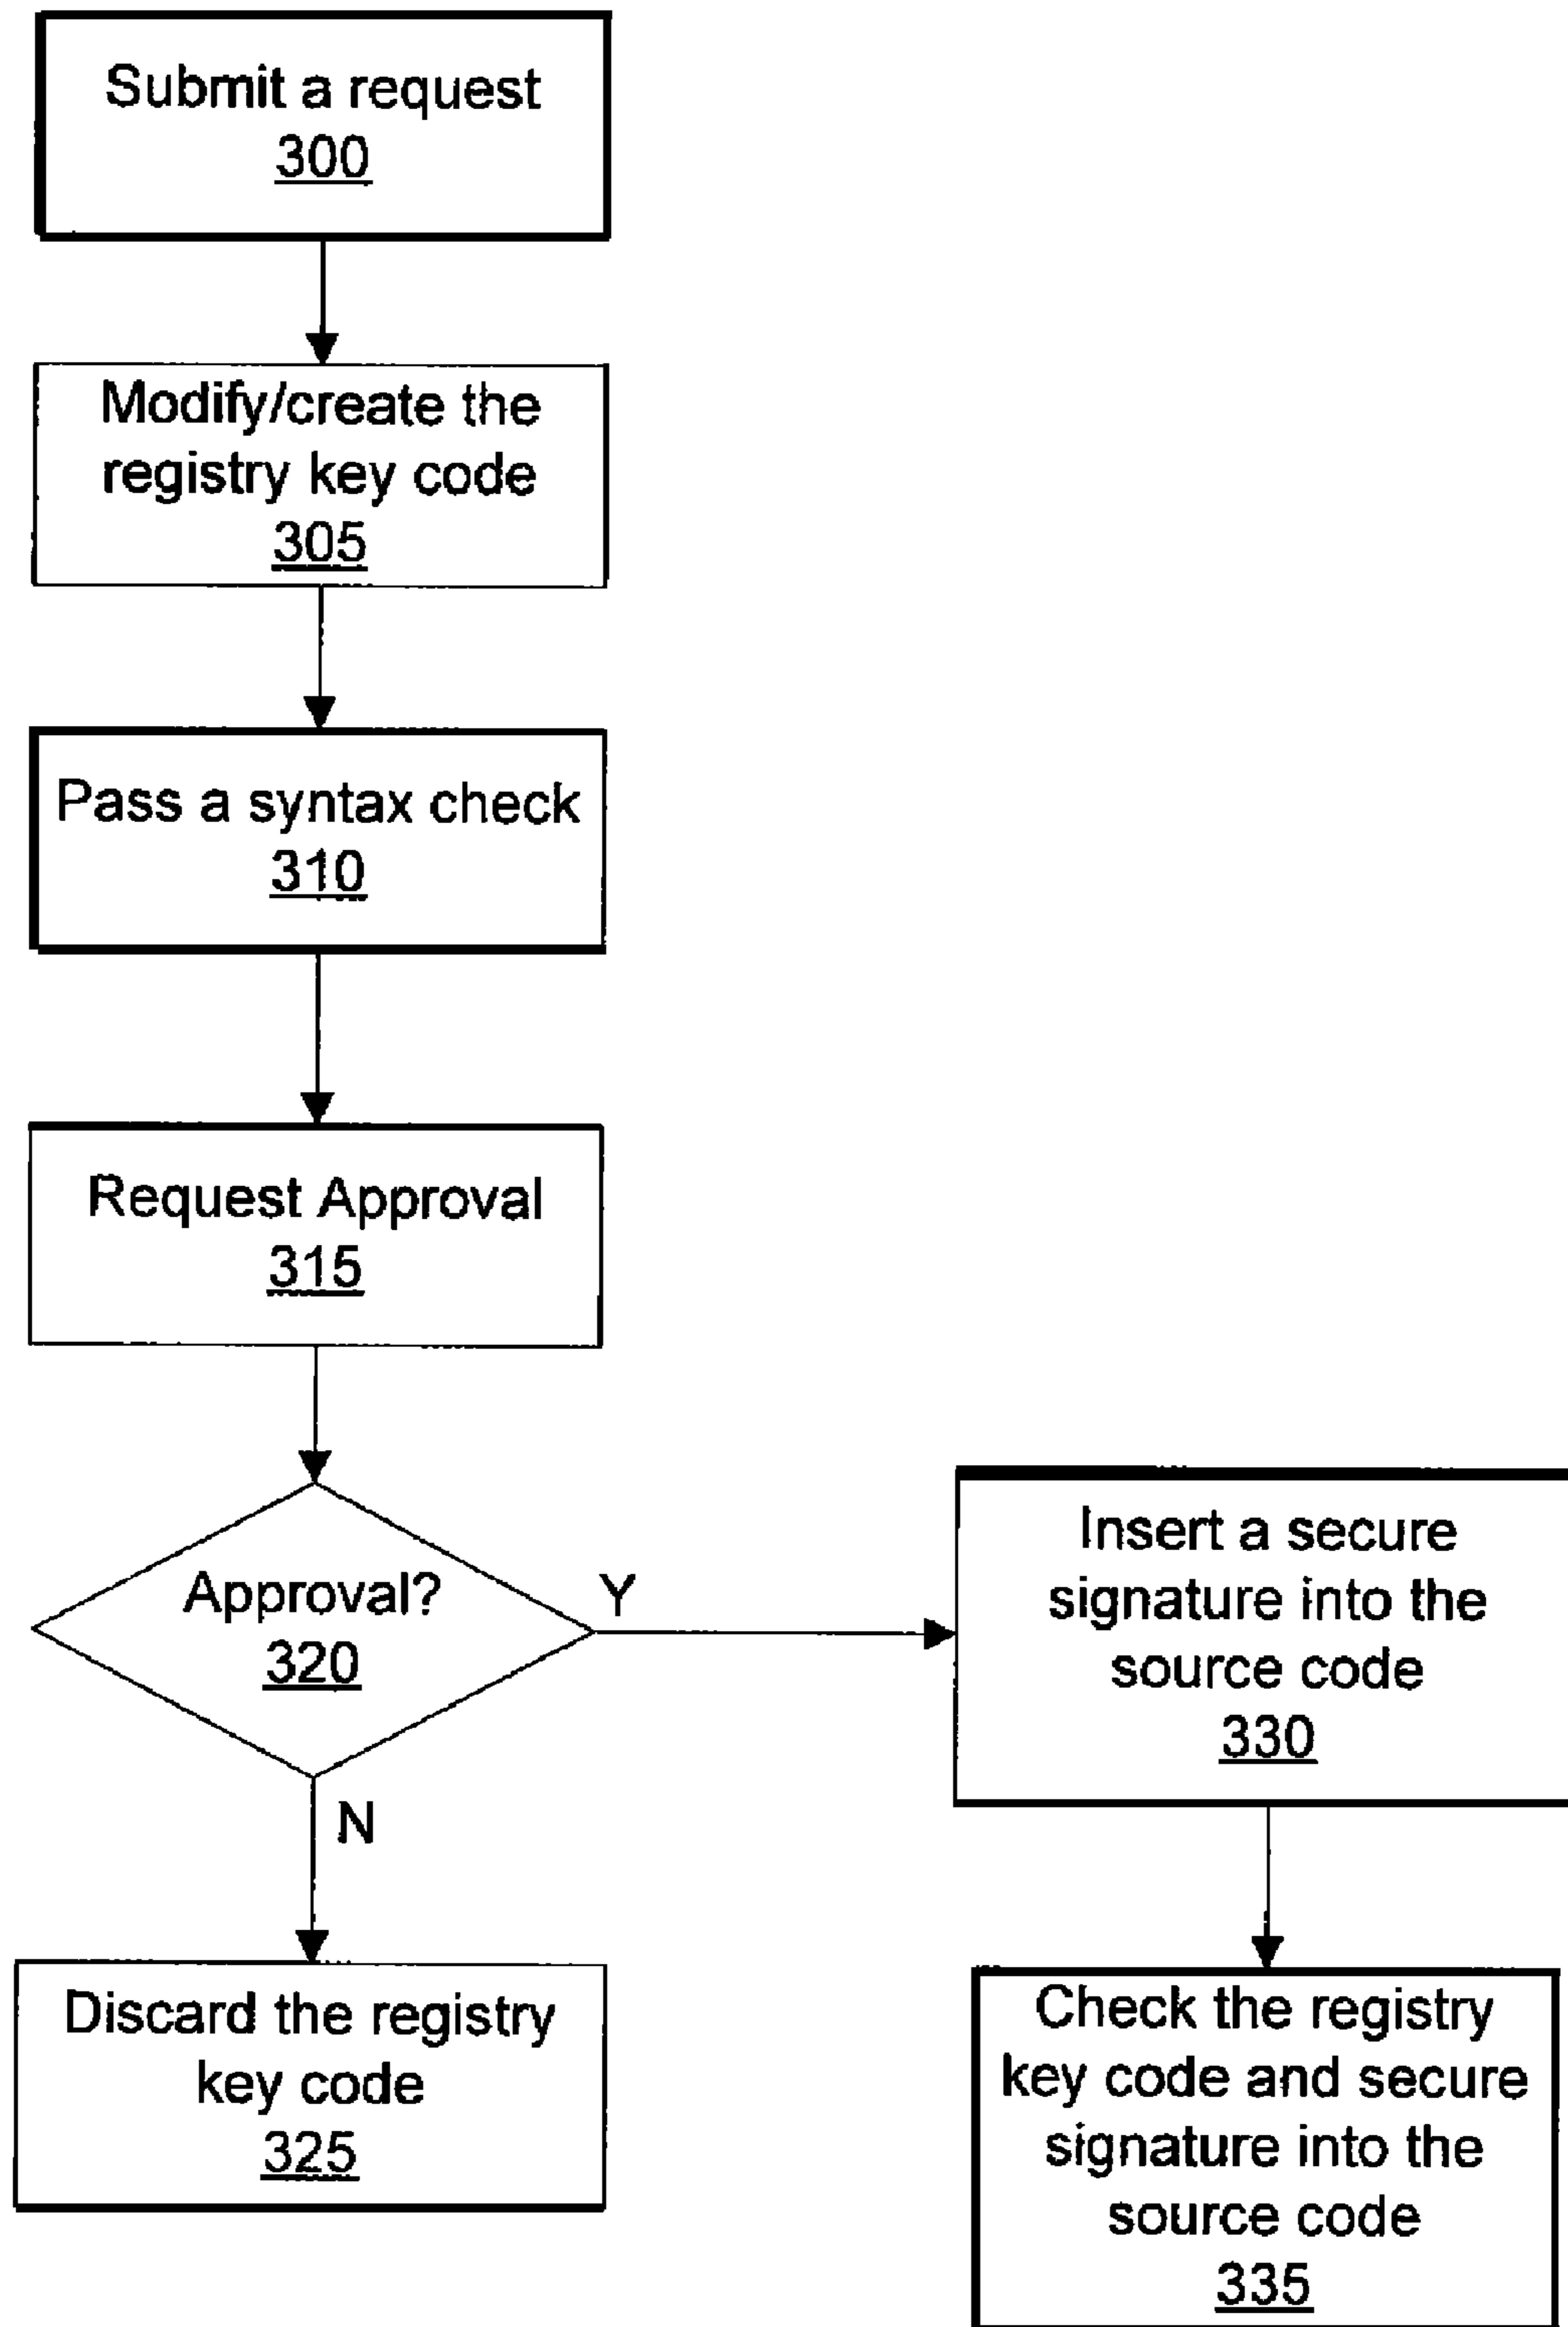 Submit a request
300
Modify/create the
registry key code
305
Pass a syntax check
310
Request Approval
315
Approval?
320
Y
N
Insert a secure
signature into the
source code
330
Discard the registry
key code
325
Check the registry
key code and secure
signature into the
source code
335